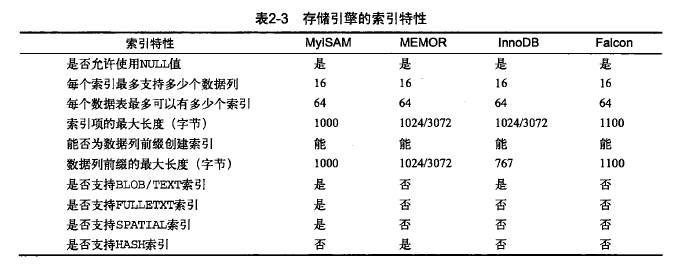 表2-3 存储引擎的索引特性
索引特性 MyISAM MEMOR InnoDB Falcon
是否允许使用NULL值 是 是 是 是
每个索引最多支持多少个数据列 16 16 16 16
每个数据表最多可以有多少个索引 64 64 64 64
索引项的最大长度（字节） 1000 1024/3072 1024/3072 1100
能否为数据列前缀创建索引 能 能 能 能
数据列前缀的最大长度（字节） 1000 1024/3072 767 1100
是否支持BLOB/TEXT索引 是 否 是 否
是否支持FULLETXT索引 是 否 否 否
是否支持SPATIAL索引 是 否 否 否
是否支持HASH索引 否 是 否 否